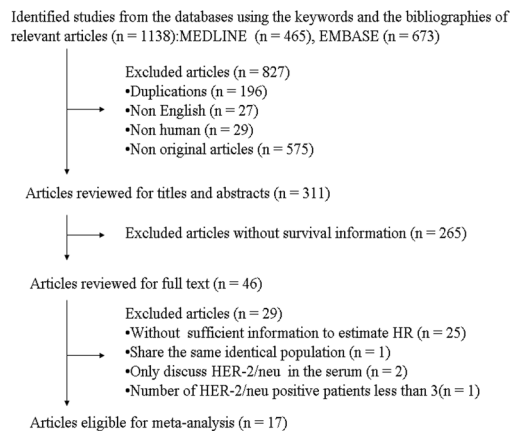 Identified studies from the databases using the keywords and the bibliographies of
relevant articles (n = 1138):MEDLINE (n = 465), EMBASE (n = 673)
Excluded articles (n = 827)
•Duplications (n = 196)
•Non English (n = 27)
•Non human (n = 29)
•Non original articles (n = 575)
Articles reviewed for titles and abstracts (n = 311)
Excluded articles without survival information (n = 265)
Articles reviewed for full text (n = 46)
Excluded articles (n = 29)
•Without sufficient information to estimate HR (n = 25)
•Share the same identical population (n = 1)
•Only discuss HER-2/neu in the serum (n = 2)
•Number of HER-2/neu positive patients less than 3(n = 1)
Articles eligible for meta-analysis (n = 17)